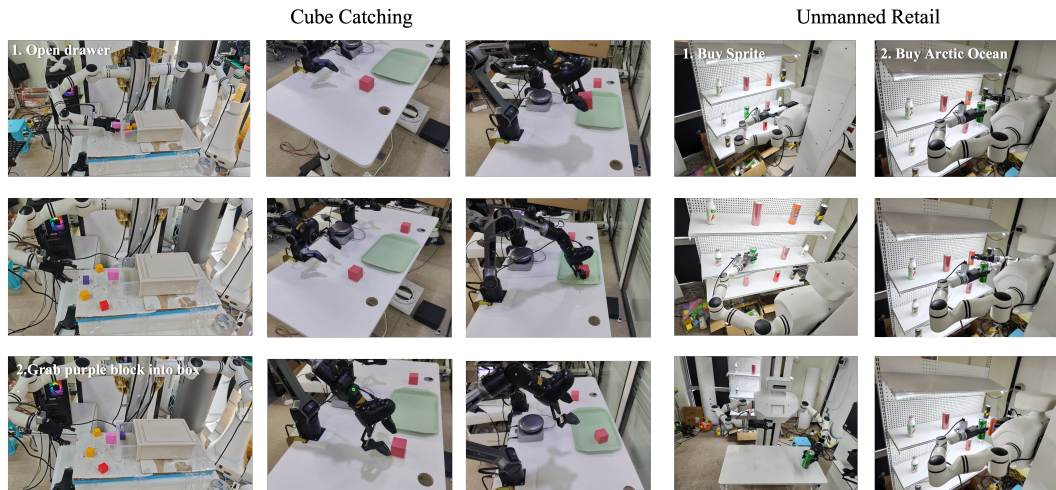 Cube Catching
Unmanned Retail
1. Open drawer
1. Buy Sprite
2. Buy Arctic Ocean
2.Grab purple block into box